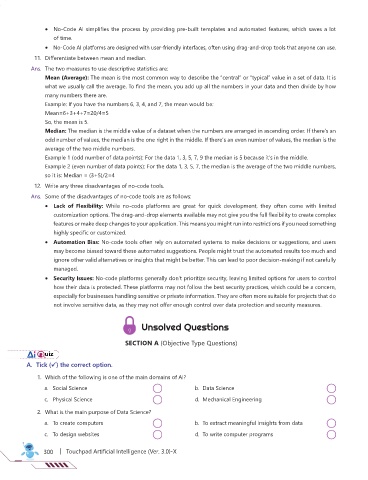 • No-Code AI simplifies the process by providing pre-built templates and automated features, which saves a lot
of time.
• No-Code AI platforms are designed with user-friendly interfaces, often using drag-and-drop tools that anyone can use.
11. Differentiate between mean and median.
Ans. The two measures to use descriptive statistics are:
Mean (Average): The mean is the most common way to describe the "central" or "typical" value in a set of data. It is
what we usually call the average. To find the mean, you add up all the numbers in your data and then divide by how
many numbers there are.
Example: If you have the numbers 6, 3, 4, and 7, the mean would be:
Mean=6+3+4+7=20/4=5
So, the mean is 5.
Median: The median is the middle value of a dataset when the numbers are arranged in ascending order. If there's an
odd number of values, the median is the one right in the middle. If there's an even number of values, the median is the
average of the two middle numbers.
Example 1 (odd number of data points): For the data 1, 3, 5, 7, 9 the median is 5 because it's in the middle.
Example 2 (even number of data points): For the data 1, 3, 5, 7, the median is the average of the two middle numbers,
so it is: Median = (3+5)/2=4
12. Write any three disadvantages of no-code tools.
Ans. Some of the disadvantages of no-code tools are as follows:
• Lack of Flexibility: While no-code platforms are great for quick development, they often come with limited
customization options. The drag-and-drop elements available may not give you the full flexibility to create complex
features or make deep changes to your application. This means you might run into restrictions if you need something
highly specific or customized.
• Automation Bias: No-code tools often rely on automated systems to make decisions or suggestions, and users
may become biased toward these automated suggestions. People might trust the automated results too much and
ignore other valid alternatives or insights that might be better. This can lead to poor decision-making if not carefully
managed.
• Security Issues: No-code platforms generally don't prioritize security, leaving limited options for users to control
how their data is protected. These platforms may not follow the best security practices, which could be a concern,
especially for businesses handling sensitive or private information. They are often more suitable for projects that do
not involve sensitive data, as they may not offer enough control over data protection and security measures.
Unsolved Questions
SECTION A (Objective Type Questions)
Ai Quiz
A. Tick (✓) the correct option.
1. Which of the following is one of the main domains of AI?
a. Social Science b. Data Science
c. Physical Science d. Mechanical Engineering
2. What is the main purpose of Data Science?
a. To create computers b. To extract meaningful insights from data
c. To design websites d. To write computer programs
300 | Touchpad Artificial Intelligence (Ver. 3.0)-X